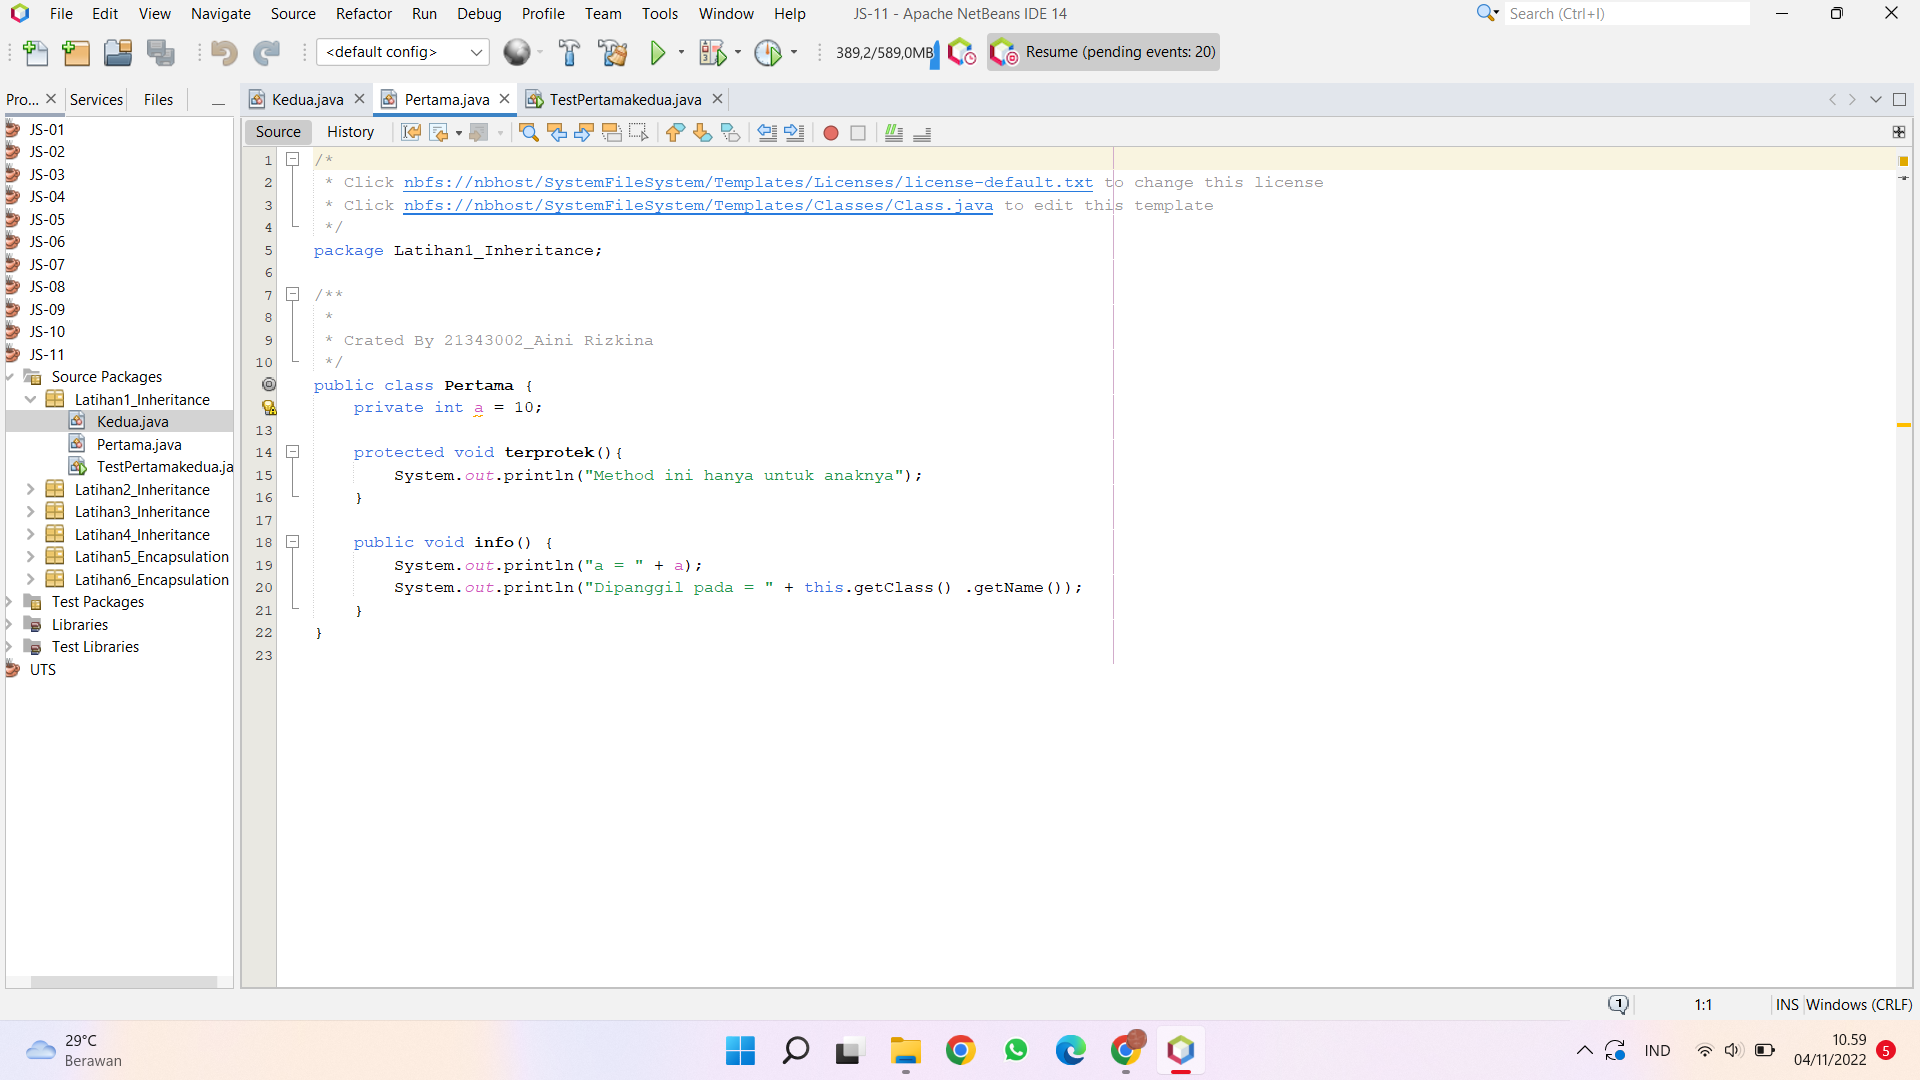 File Edit View Navigate Source Refactor Run Debug Profile Team Tools Window Help JS-11 - Apache NetBeans IDE 14 Search (Ctrl+I)
<default config> 389,2/589,0MB Resume (pending events: 20)
Pro... Services Files Kedua.java Pertama.java TestPertamakedua.java
Source History
JS-01
JS-02
JS-03
JS-04
JS-05
JS-06
JS-07
JS-08
JS-09
JS-10
JS-11
Source Packages
Latihan1_Inheritance
Kedua.java
Pertama.java
TestPertamakedua.ja
Latihan2_Inheritance
Latihan3_Inheritance
Latihan4_Inheritance
Latihan5_Encapsulation
Latihan6_Encapsulation
Test Packages
Libraries
Test Libraries
UTS
1 /*
2 * Click nbfs://nbhost/SystemFileSystem/Templates/Licenses/license-default.txt to change this license
3 * Click nbfs://nbhost/SystemFileSystem/Templates/Classes/Class.java to edit this template
4 */
5 package Latihan1_Inheritance;
6
7 /**
8 *
9 * Crated By 21343002_Aini Rizkina
10 */
public class Pertama {
private int a = 10;
13
14 protected void terprotek(){
15 System.out.println("Method ini hanya untuk anaknya");
16 }
17
18 public void info() {
19 System.out.println("a = " + a);
20 System.out.println("Dipanggil pada = " + this.getClass() .getName());
21 }
22 }
23
1 1:1 INS Windows (CRLF)
29°C
Berawan
IND
10.59
04/11/2022
5